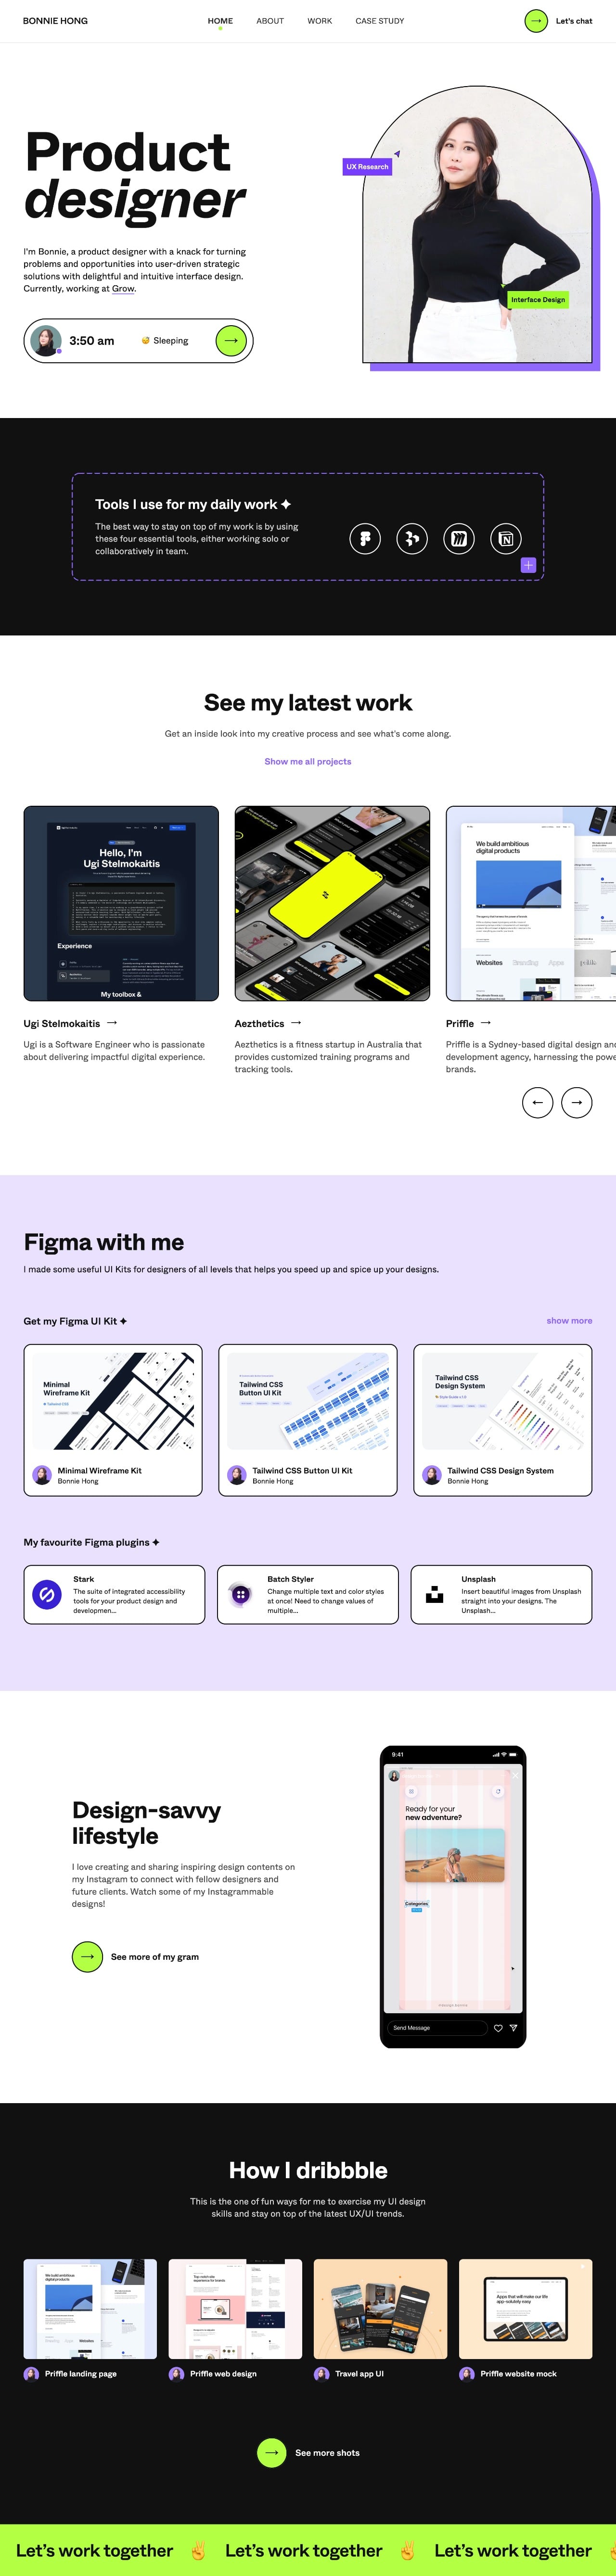 BONNIE HONG
HOME
ABOUT
WORK
CASE STUDY
Let's chat
Product
designer
UX Research
Interface Design
I'm Bonnie, a product designer with a knack for turning
problems and opportunities into user-driven strategic
solutions with delightful and intuitive interface design.
Currently, working at Grow.
3:50 am
Sleeping
Tools I use for my daily work
The best way to stay on top of my work is by using
these four essential tools, either working solo or
collaboratively in team.
See my latest work
Get an inside look into my creative process and see what's come along.
Show me all projects
Hello, I'm
Ugi Stelmokaitis
Experience
My toolbox &
We build ambitious
digital products
Websites Branding Apps
Ugi Stelmokaitis
Ugi is a Software Engineer who is passionate
about delivering impactful digital experience.
Aezthetics
Aezthetics is a fitness startup in Australia that
provides customized training programs and
tracking tools.
Priffle
Priffle is a Sydney-based digital design and
development agency, harnessing the powe
brands.
Figma with me
I made some useful UI Kits for designers of all levels that helps you speed up and spice up your designs.
Get my Figma UI Kit
show more
Minimal
Wireframe Kit
Tailwind CSS
Tailwind CSS
Button UI Kit
Tailwind CSS
Design System
Minimal Wireframe Kit
Bonnie Hong
Tailwind CSS Button UI Kit
Bonnie Hong
Tailwind CSS Design System
Bonnie Hong
My favourite Figma plugins
Stark
The suite of integrated accessibility
tools for your product design and
developmen...
Batch Styler
Change multiple text and color styles
at once! Need to change values of
multiple...
Unsplash
Insert beautiful images from Unsplash
straight into your designs. The
Unsplash...
Design-savvy
lifestyle
I love creating and sharing inspiring design contents on
my Instagram to connect with fellow designers and
future clients. Watch some of my Instagrammable
designs!
See more of my gram
9:41
Ready for your
new adventure?
Categories
Send Message
How I dribbble
This is the one of fun ways for me to exercise my UI design
skills and stay on top of the latest UX/UI trends.
We build ambitious
digital products
Apps that will make our life
app-solutely easy
Priffle landing page
Priffle web design
Travel app UI
Priffle website mock
See more shots
Let's work together
Let's work together
Let's work together